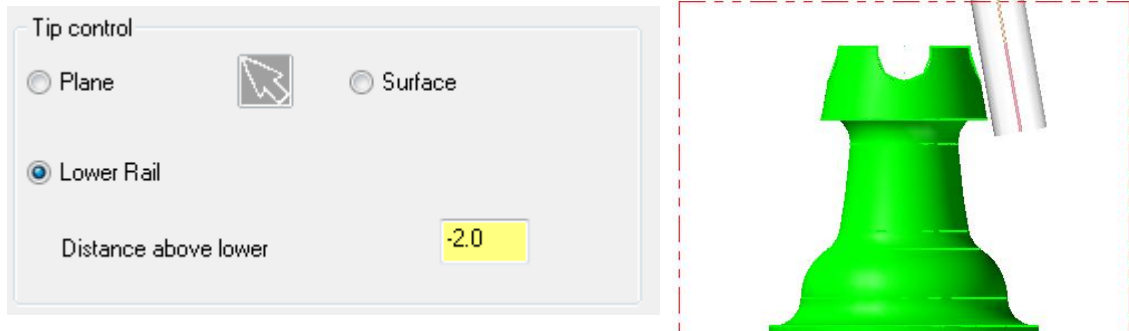 Tip control
Plane
Surface
Lower Rail
Distance above lower
-2.0